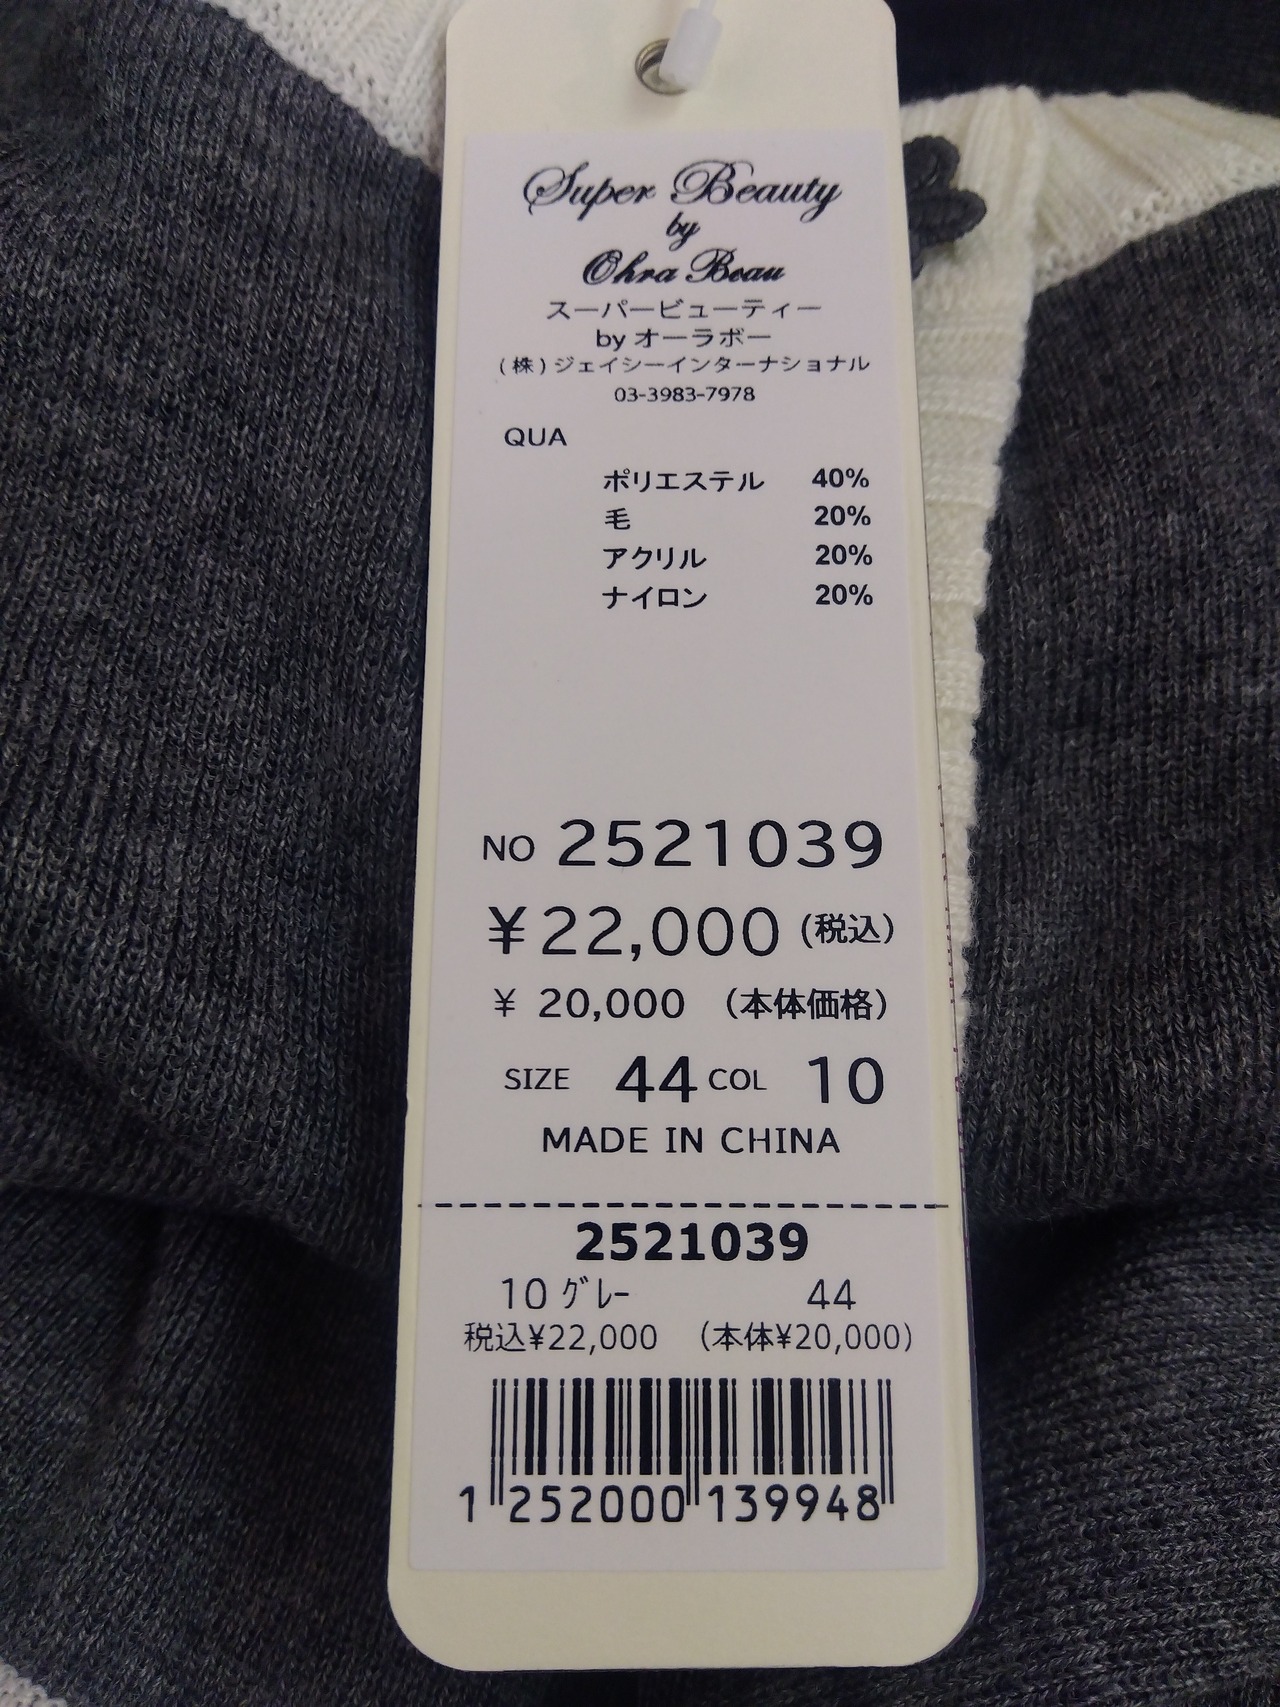 Super Beauty
by
Ohra Beau
スーパービューティー
by オーラボー
(株)ジェイシーインターナショナル
03-3983-7978
QUA
ポリエステル 40%
毛 20%
アクリル 20%
ナイロン 20%
NO 2521039
¥22,000 (税込)
¥ 20,000 (本体価格)
SIZE 44 COL 10
MADE IN CHINA
2521039
10 グレー 44
税込¥22,000 (本体¥20,000)
1 252000 139948